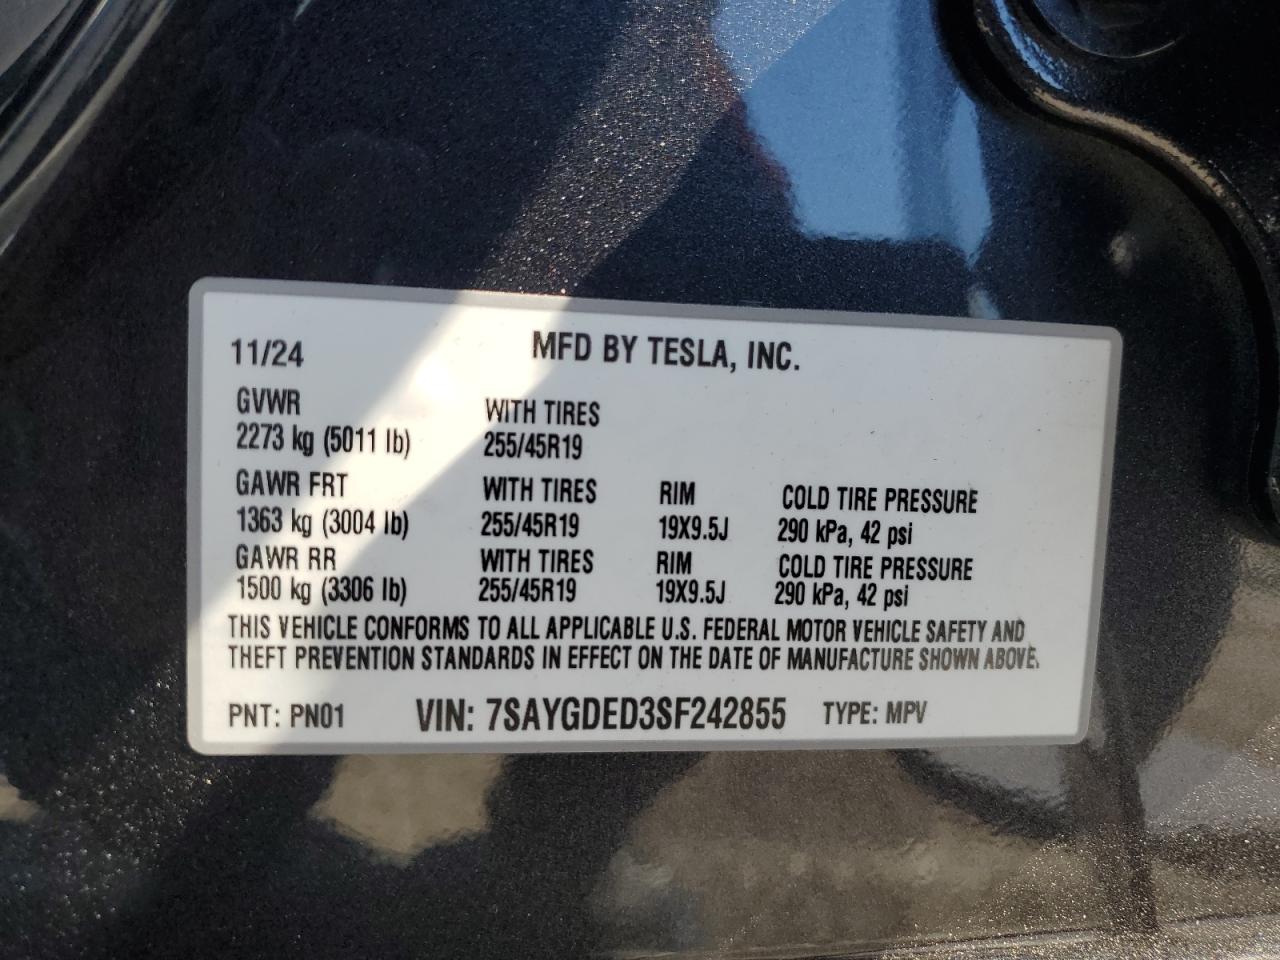 11/24 MFD BY TESLA, INC.
GVWR WITH TIRES
2273 kg (5011 lb) 255/45R19
GAWR FRT WITH TIRES RIM COLD TIRE PRESSURE
1363 kg (3004 lb) 255/45R19 19X9.5J 290 kPa, 42 psi
GAWR RR WITH TIRES RIM COLD TIRE PRESSURE
1500 kg (3306 lb) 255/45R19 19X9.5J 290 kPa, 42 psi
THIS VEHICLE CONFORMS TO ALL APPLICABLE U.S. FEDERAL MOTOR VEHICLE SAFETY AND
THEFT PREVENTION STANDARDS IN EFFECT ON THE DATE OF MANUFACTURE SHOWN ABOVE.
PNT: PN01 VIN: 7SAYGDED3SF242855 TYPE: MPV